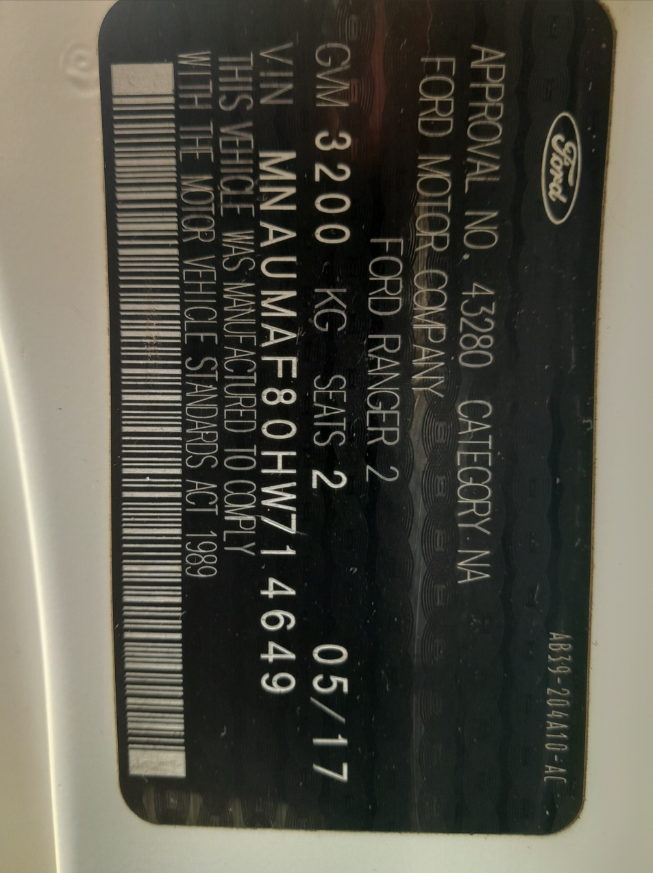 Ford
AB39-204A10-AC
APPROVAL NO. 43280 CATEGORY NA
FORD MOTOR COMPANY
FORD RANGER 2
GVM 3200 KG SEATS 2 05/17
VIN MNAUMAF80HW714649
THIS VEHICLE WAS MANUFACTURED TO COMPLY
WITH THE MOTOR VEHICLE STANDARDS ACT 1989